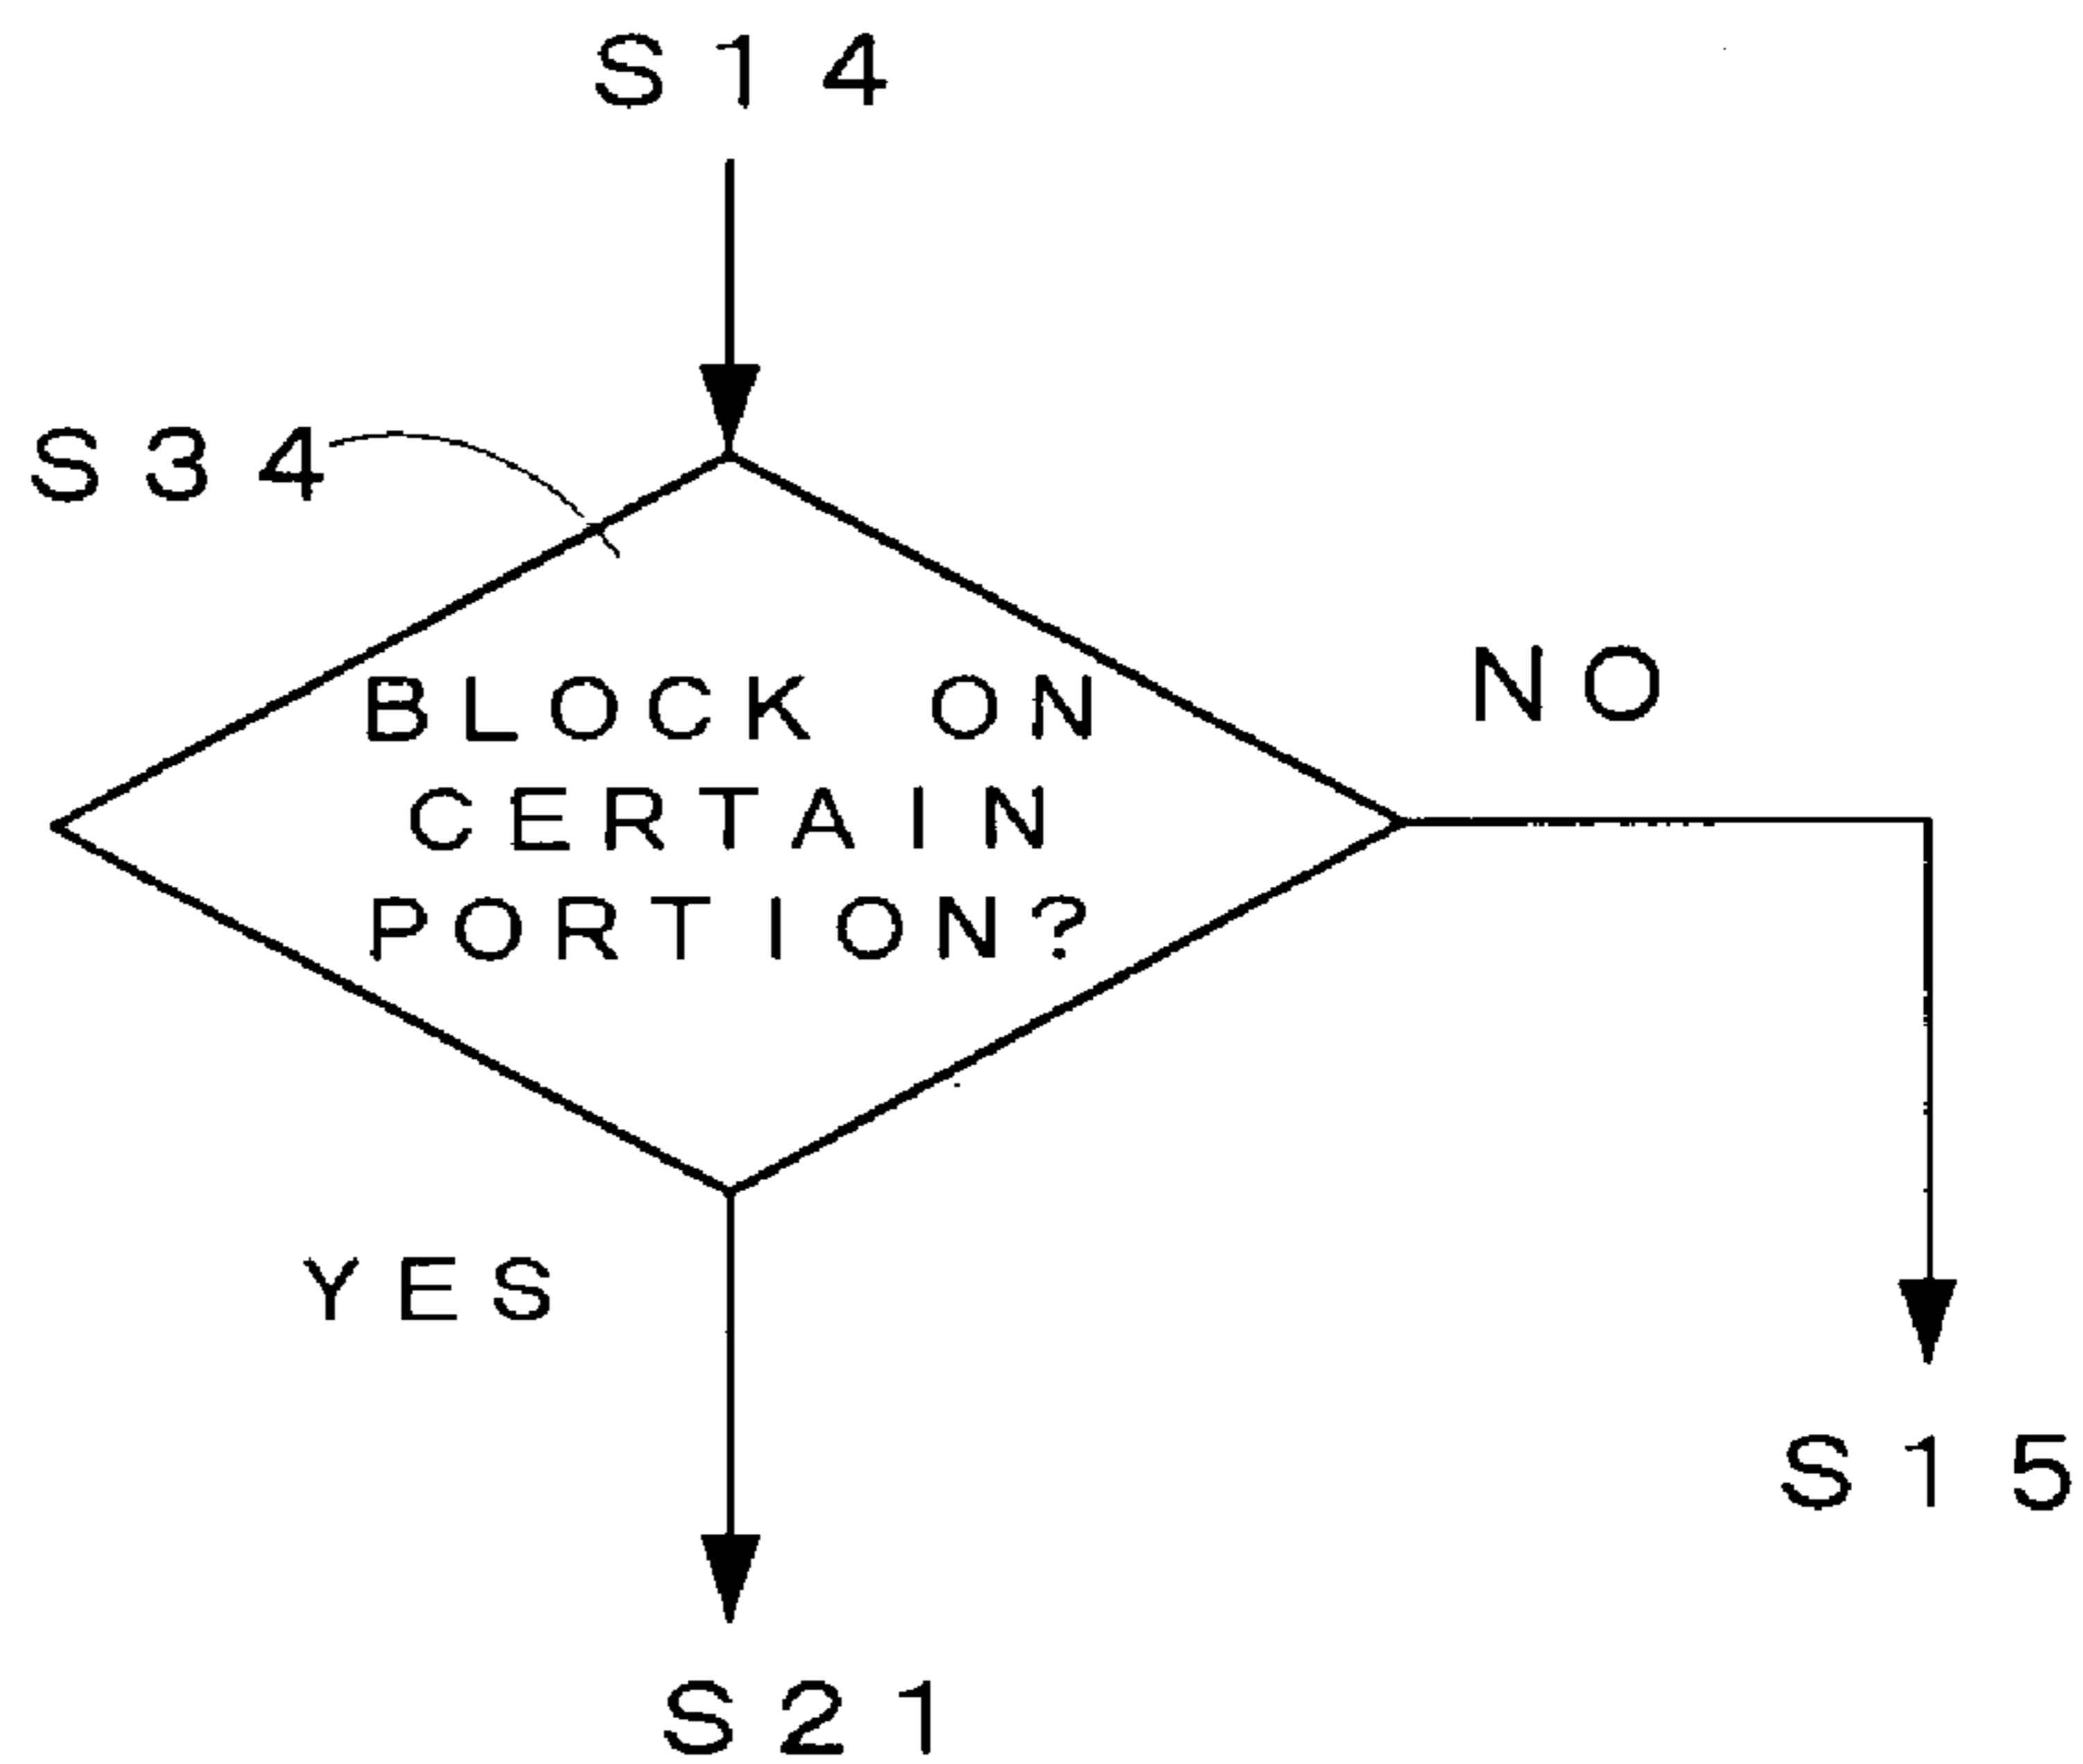 S14
S34
BLOCK ON
CERTAIN
PORTION?
NO
YES
S15
S21